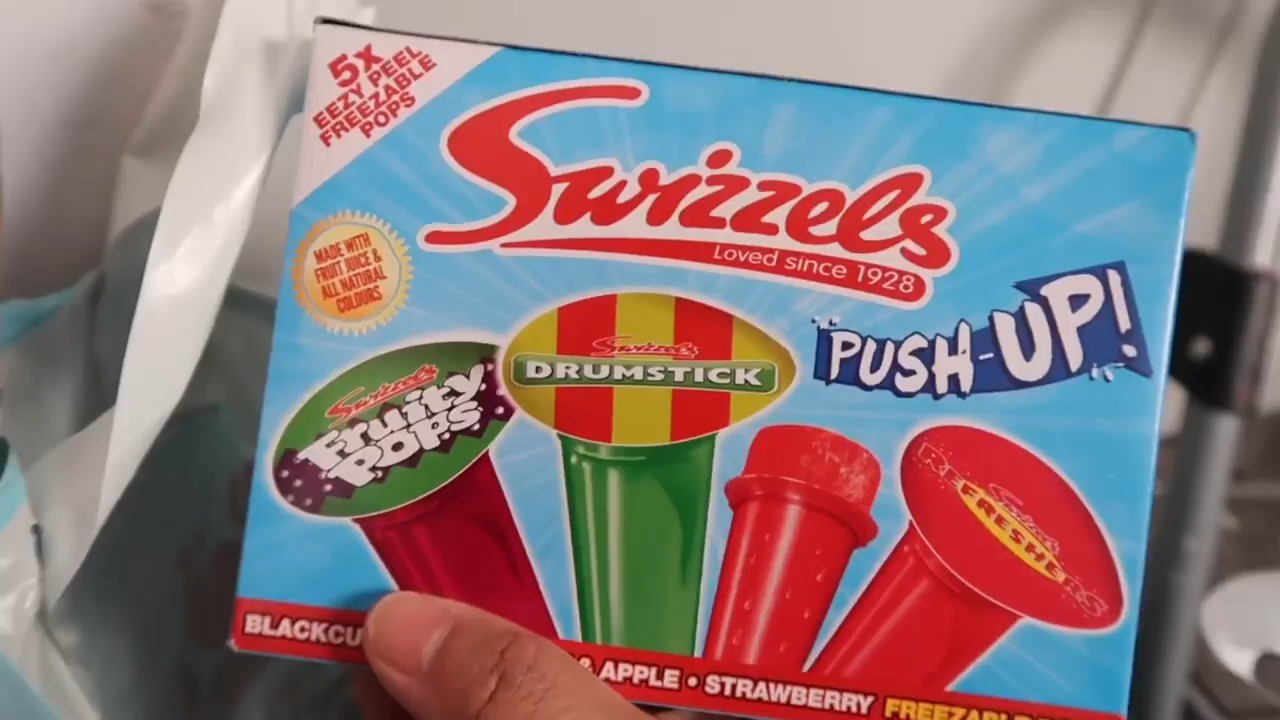 5X
EEZY PEEL
FREEZABLE
POPS
Swizzels
Loved since 1928
MADE WITH
FRUIT JUICE &
ALL NATURAL
COLOURS
PUSH-UP!
Swizzels
DRUMSTICK
Swizzels
Fruity
Pops
Swizzels
REFRESHERS
BLACKCU & APPLE • STRAWBERRY FREEZABL